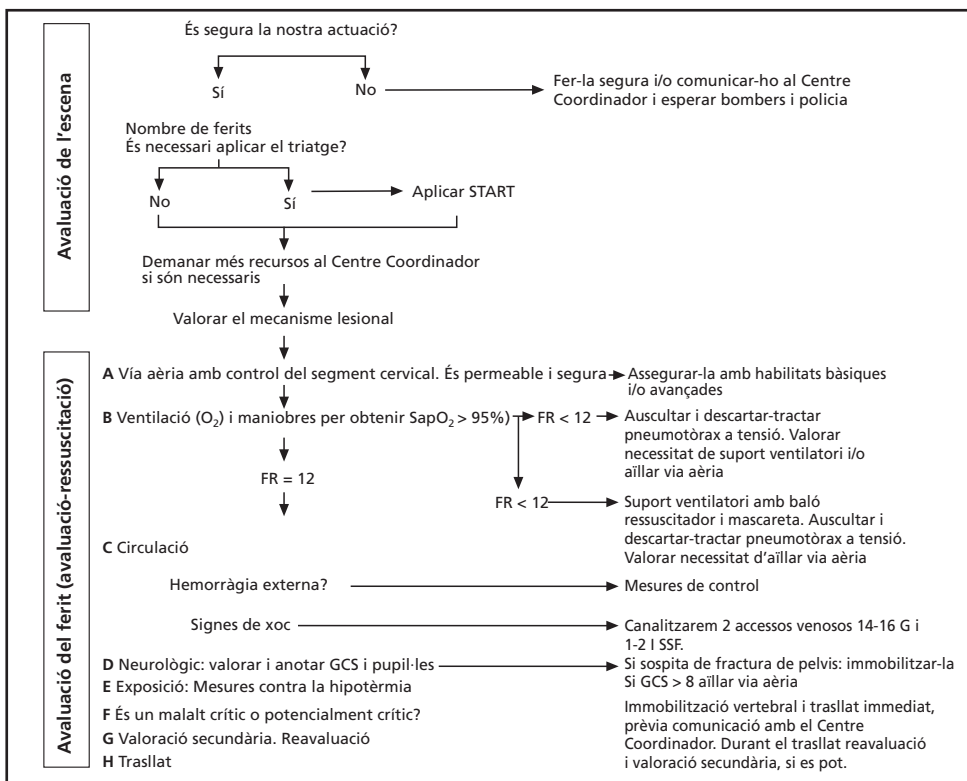 Avaluació de l'escena
És segura la nostra actuació?
Sí
No
Fer-la segura i/o comunicar-ho al Centre
Coordinador i esperar bombers i policia
Nombre de ferits
És necessari aplicar el triatge?
No
Sí
Aplicar START
Demanar més recursos al Centre Coordinador
si són necessaris
Valorar el mecanisme lesional
Avaluació del ferit (avaluació-ressuscitació)
A Vía aèria amb control del segment cervical. És permeable i segura
Assegurar-la amb habilitats bàsiques
i/o avançades
B Ventilació (O₂) i maniobres per obtenir SapO₂ > 95%)
FR < 12
Auscultar i descartar-tractar
pneumotòrax a tensió. Valorar
necessitat de suport ventilatori i/o
aïllar via aèria
FR = 12
FR < 12
Suport ventilatori amb baló
ressuscitador i mascareta. Auscultar i
descartar-tractar pneumotòrax a tensió.
Valorar necessitat d'aïllar via aèria
C Circulació
Hemorràgia externa?
Mesures de control
Signes de xoc
Canalitzarem 2 accessos venosos 14-16 G i
1-2 l SSF.
D Neurològic: valorar i anotar GCS i pupil·les
Si sospita de fractura de pelvis: immobilitzar-la
E Exposició: Mesures contra la hipotèrmia
Si GCS > 8 aïllar via aèria
F És un malalt crític o potencialment crític?
G Valoració secundària. Reavaluació
H Trasllat
Immobilització vertebral i trasllat immediat,
prèvia comunicació amb el Centre
Coordinador. Durant el trasllat reavaluació
i valoració secundària, si es pot.